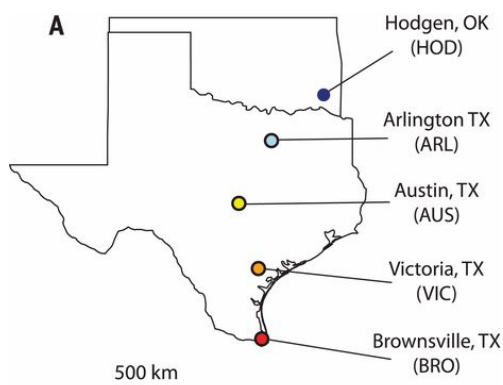 A
Hodgen, OK
(HOD)
Arlington TX
(ARL)
Austin, TX
(AUS)
Victoria, TX
(VIC)
Brownsville, TX
(BRO)
500 km